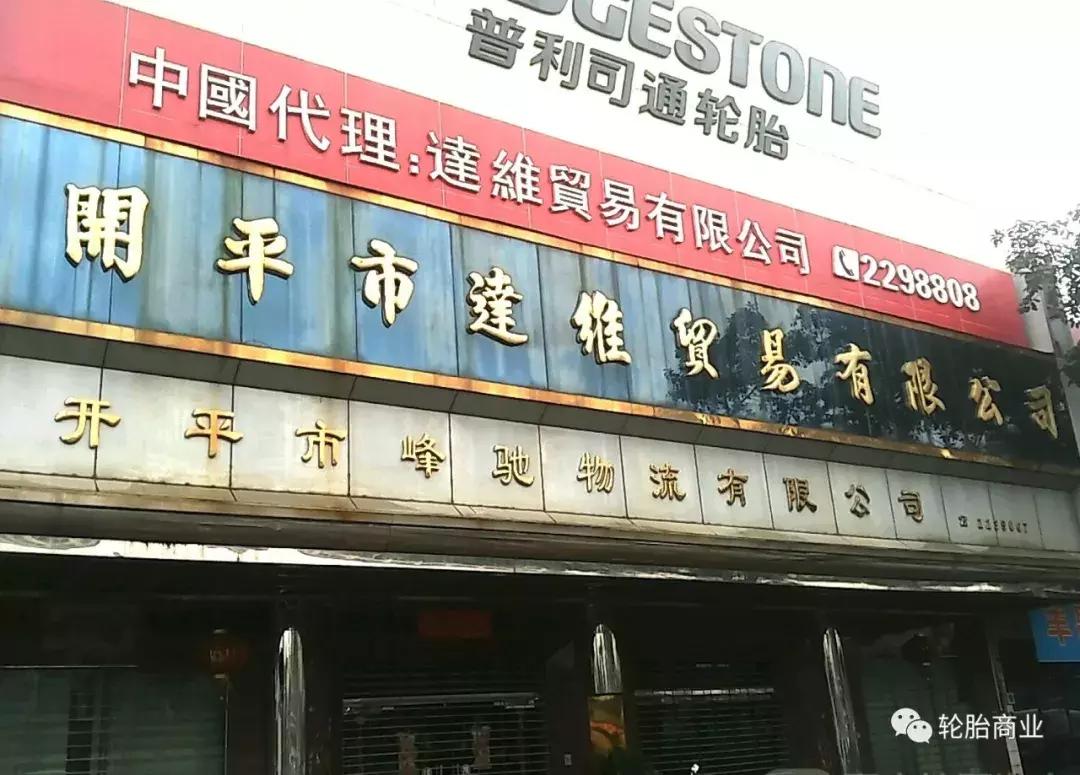 DGESTONE
普利司通轮胎
中國代理:達維貿易有限公司 2298808
開平市達維貿易有限公司
开平市峰驰物流有限公司
轮胎商业